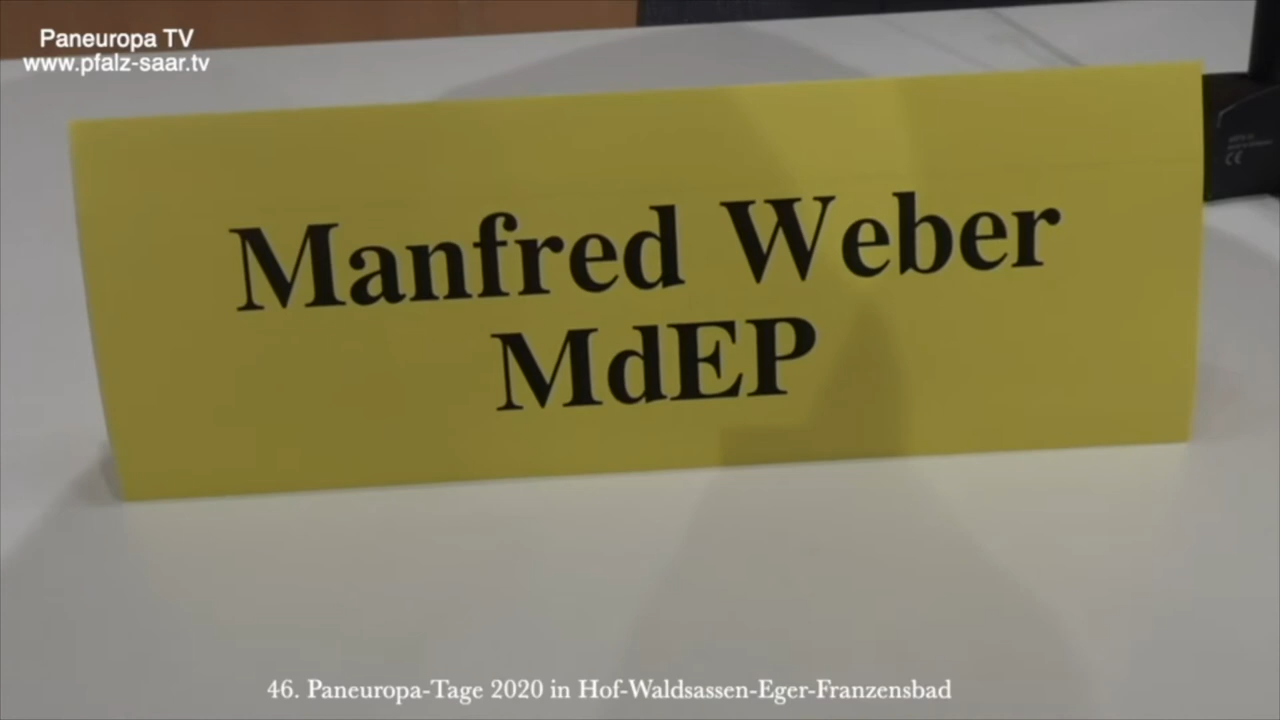 Paneuropa TV
www.pfalz-saar.tv
Manfred Weber
MdEP
46. Paneuropa-Tage 2020 in Hof-Waldsassen-Eger-Franzensbad